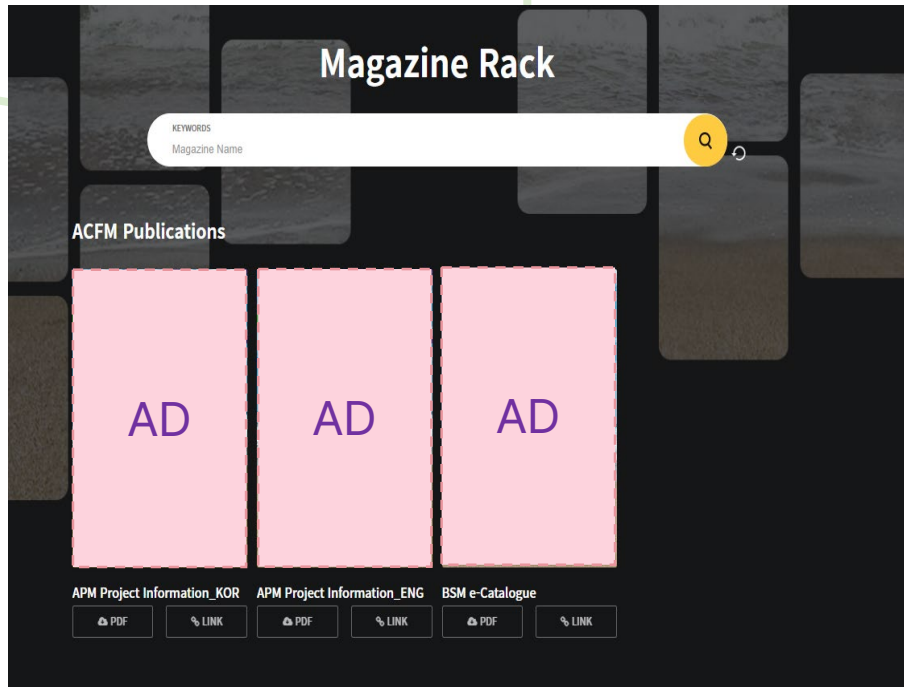 Magazine Rack
KEYWORDS
Magazine Name
ACFM Publications
AD AD AD
APM Project Information_KOR APM Project Information_ENG BSM e-Catalogue
PDF LINK PDF LINK PDF LINK